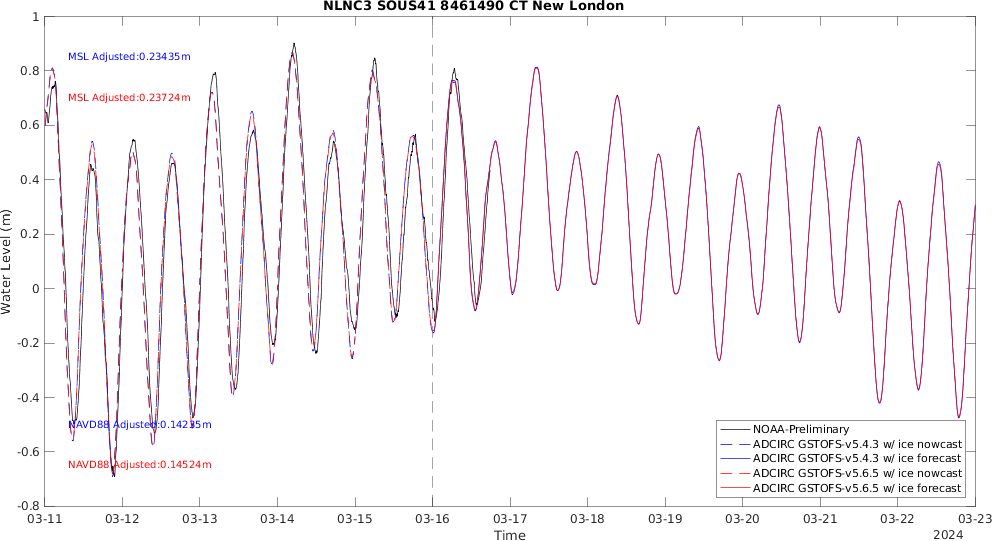 NLNC3 SOUS41 8461490 CT New London
1
0.8
0.6
0.4
0.2
0
-0.2
-0.4
-0.6
-0.8
Water Level (m)
MSL Adjusted:0.23435m
MSL Adjusted:0.23724m
NAVD88 Adjusted:0.14235m
NAVD88 Adjusted:0.14524m
NOAA-Preliminary
ADCIRC GSTOFS-v5.4.3 w/ ice nowcast
ADCIRC GSTOFS-v5.4.3 w/ ice forecast
ADCIRC GSTOFS-v5.6.5 w/ ice nowcast
ADCIRC GSTOFS-v5.6.5 w/ ice forecast
03-11 03-12 03-13 03-14 03-15 03-16 03-17 03-18 03-19 03-20 03-21 03-22 03-23
Time
2024